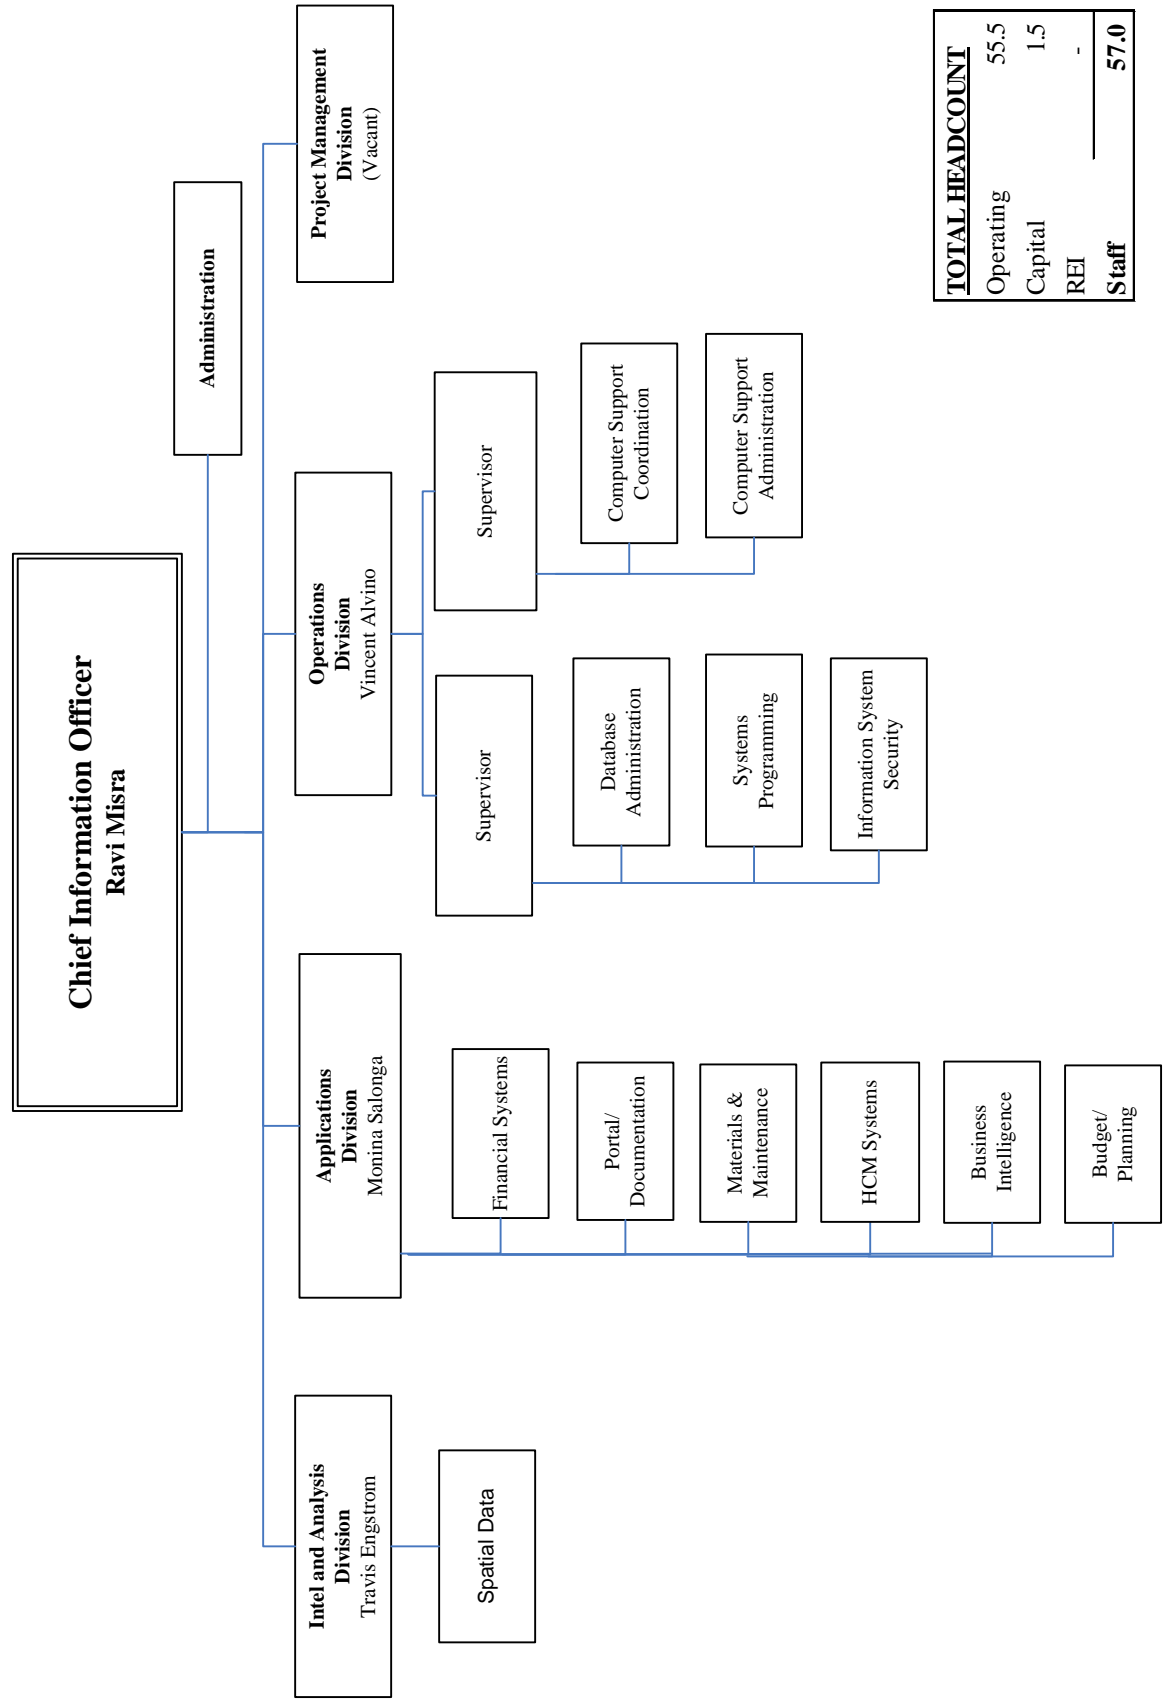 Chief Information Officer
Ravi Misra
Administration
Intel and Analysis
Division
Travis Engstrom
Spatial Data
Applications
Division
Monina Salonga
Financial Systems
Portal/
Documentation
Materials &
Maintenance
HCM Systems
Business
Intelligence
Budget/
Planning
Operations
Division
Vincent Alvino
Supervisor
Database
Administration
Systems
Programming
Information System
Security
Supervisor
Computer Support
Coordination
Computer Support
Administration
Project Management
Division
(Vacant)
TOTAL HEADCOUNT
Operating 55.5
Capital 1.5
REI -
Staff 57.0